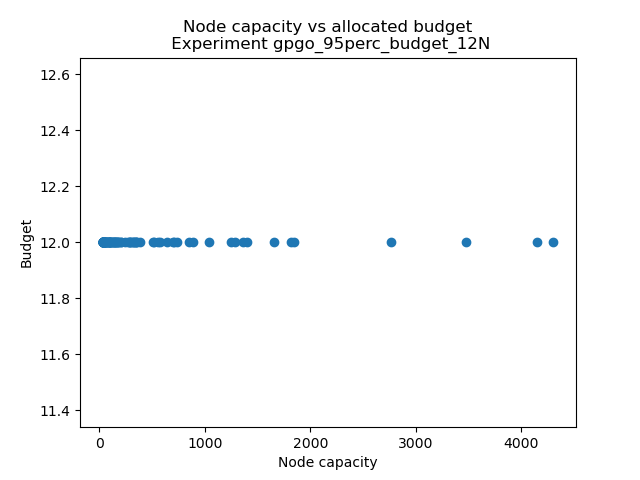 Node capacity vs allocated budget
Experiment gpgo_95perc_budget_12N
12.6
12.4
12.2
12.0
11.8
11.6
11.4
Budget
0 1000 2000 3000 4000
Node capacity